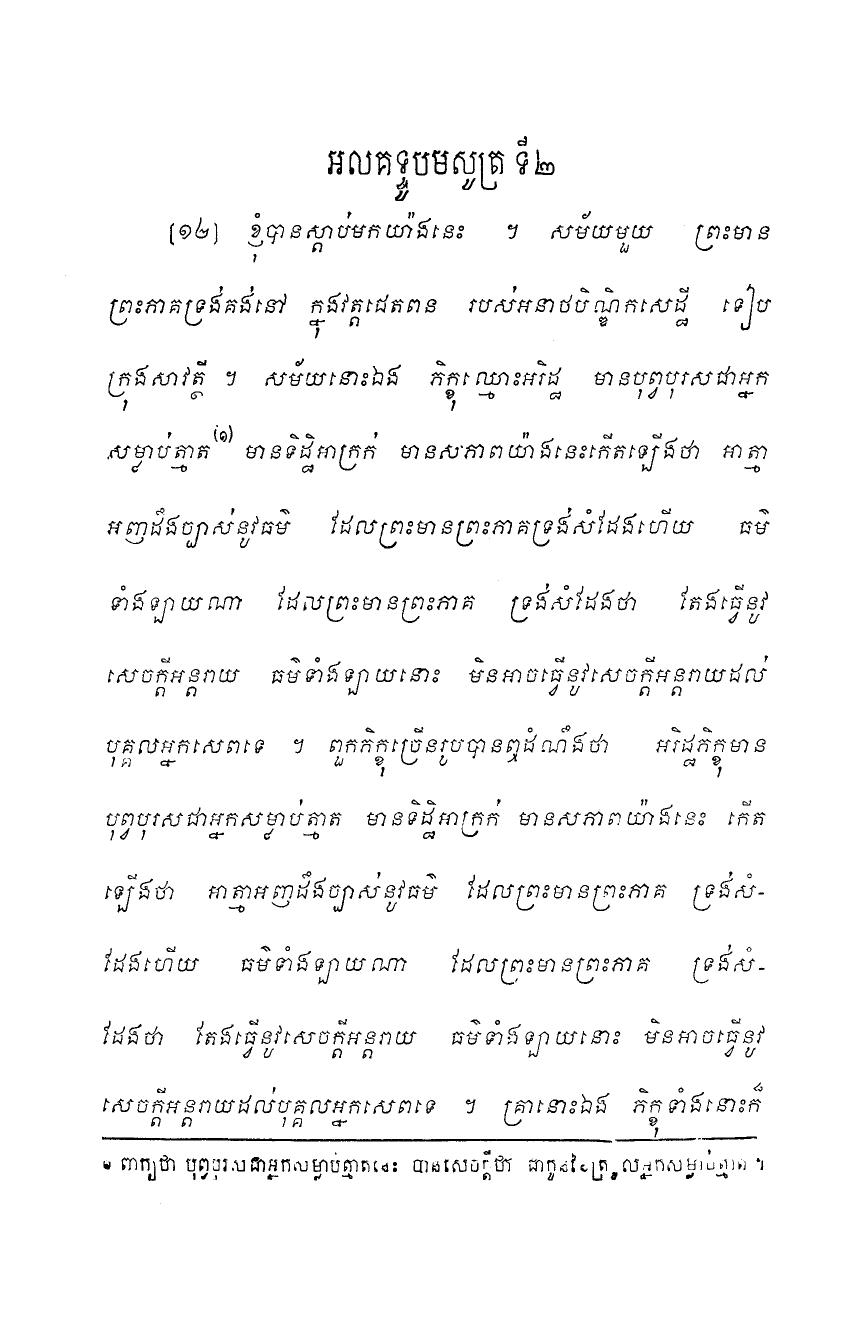 អលគទ្ទូបមសូត្រ ទី២
[១៤] ខ្ញុំបានស្តាប់មកយ៉ាងនេះ ។ សម័យមួយ ព្រះមាន
ព្រះភាគទ្រង់គង់នៅ ក្នុងវត្តជេតពន របស់អនាថបិណ្ឌិកសេដ្ឋី ទៀប
ក្រុងសាវត្ថី ។ សម័យនោះឯង ភិក្ខុឈ្មោះអរិដ្ឋ មានបុព្វបុរសជាអ្នក
សម្លាប់ត្មាត(១) មានទិដ្ឋិអាក្រក់ មានសភាពយ៉ាងនេះកើតឡើងថា អាត្មា
អញដឹងច្បាស់នូវធម៌ ដែលព្រះមានព្រះភាគទ្រង់សំដែងហើយ ធម៌
ទាំងឡាយណា ដែលព្រះមានព្រះភាគ ទ្រង់សំដែងថា តែងធ្វើនូវ
សេចក្តីអន្តរាយ ធម៌ទាំងឡាយនោះ មិនអាចធ្វើនូវសេចក្តីអន្តរាយដល់
បុគ្គលអ្នកសេពទេ ។ ពួកភិក្ខុច្រើនរូបបានឮដំណឹងថា អរិដ្ឋភិក្ខុមាន
បុព្វបុរសជាអ្នកសម្លាប់ត្មាត មានទិដ្ឋិអាក្រក់ មានសភាពយ៉ាងនេះ កើត
ឡើងថា អាត្មាអញដឹងច្បាស់នូវធម៌ ដែលព្រះមានព្រះភាគ ទ្រង់សំ-
ដែងហើយ ធម៌ទាំងឡាយណា ដែលព្រះមានព្រះភាគ ទ្រង់សំ-
ដែងថា តែងធ្វើនូវសេចក្តីអន្តរាយ ធម៌ទាំងឡាយនោះ មិនអាចធ្វើនូវ
សេចក្តីអន្តរាយដល់បុគ្គលអ្នកសេពទេ ។ គ្រានោះឯង ភិក្ខុទាំងនោះក៏
១ ពាក្យថា បុព្វបុរសជាអ្នកសម្លាប់ត្មាតនេះ បានសេចក្តីថា ជាកូននៃត្រកូលអ្នកសម្លាប់ត្មាត ។